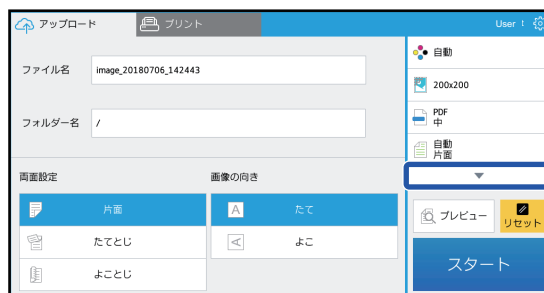 アップロード
プリント
User :
ファイル名
image_20180706_142443
フォルダー名
/
両面設定
画像の向き
片面
たてとじ
よことじ
A たて
A よこ
自動
200x200
PDF
中
自動
片面
プレビュー
リセット
スタート